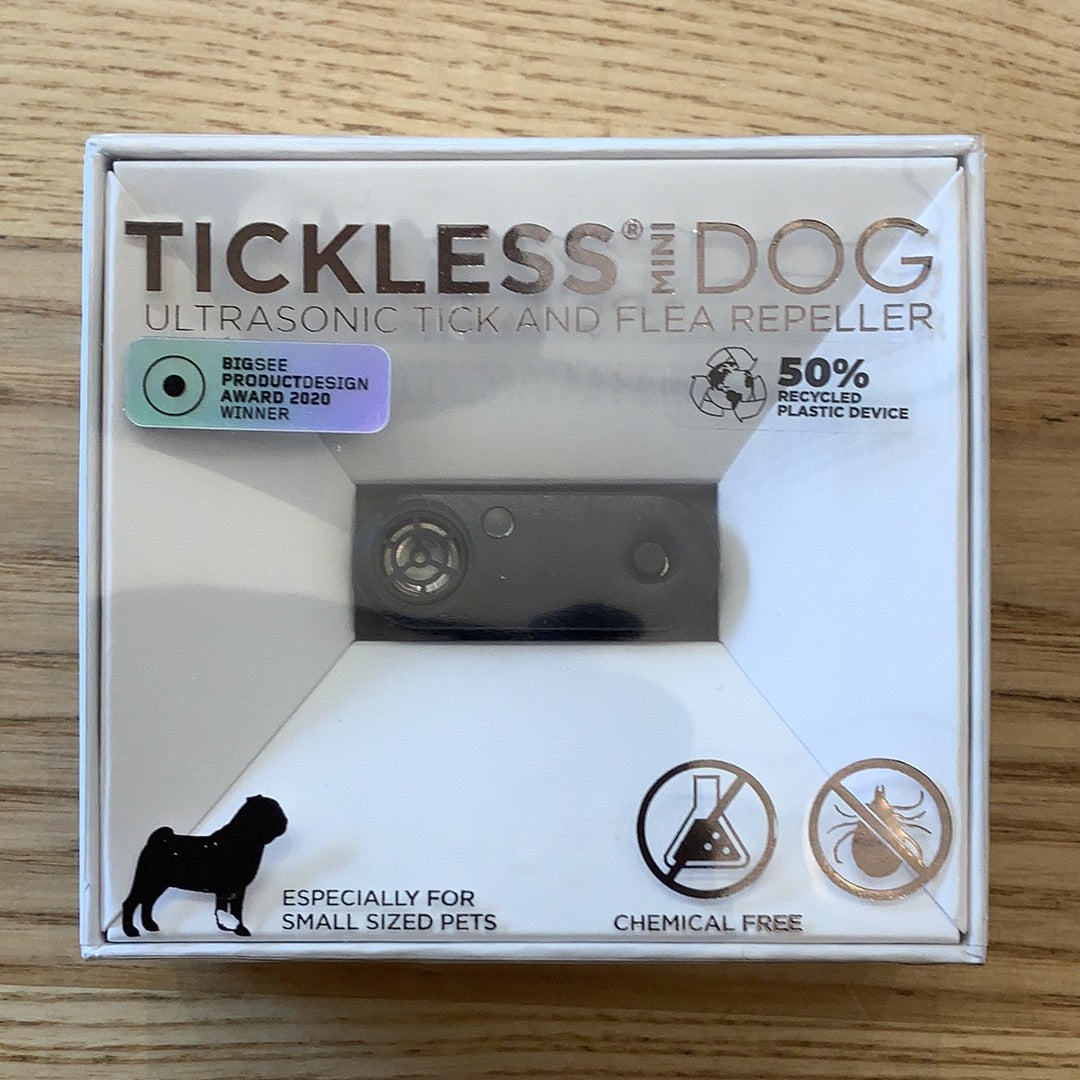 TICKLESS® MINI DOG
ULTRASONIC TICK AND FLEA REPELLER
BIGSEE
PRODUCTDESIGN
AWARD 2020
WINNER
50%
RECYCLED
PLASTIC DEVICE
ESPECIALLY FOR
SMALL SIZED PETS
CHEMICAL FREE